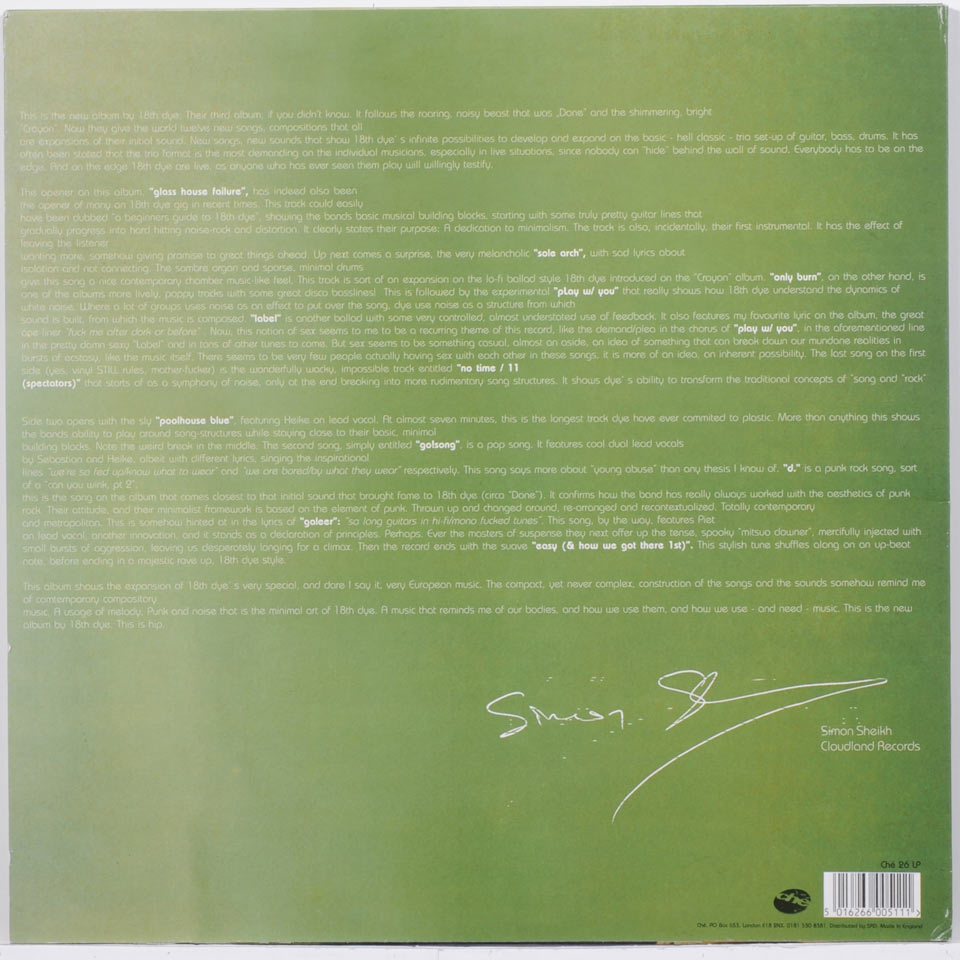 This is the new album by 18th dye. Their third album, if you didn't know. It follows the roaring, noisy beast that was „Done" and the shimmering, bright
"Crayon". Now they give the world twelve new songs, compositions that all
are expansions of their initial sound. New songs, new sounds that show 18th dye´s infinite possibilities to develop and expand on the basic - hell classic - trio set-up of guitar, bass, drums. It has
often been stated that the trio format is the most demanding on the individual musicians, especially in live situations, since nobody can "hide" behind the wall of sound. Everybody has to be on the
edge. And on the edge 18th dye are live, as anyone who has ever seen them play will willingly testify.
The opener on this album, "glass house failure", has indeed also been
the opener of many an 18th dye gig in recent times. This track could easily
have been dubbed "a beginners guide to 18th dye", showing the bands basic musical building blocks, starting with some truly pretty guitar lines that
gradually progress into hard hitting noise-rock and distortion. It clearly states their purpose: A dedication to minimalism. The track is also, incidentally, their first instrumental. It has the effect of
leaving the listener
wanting more, somehow giving promise to great things ahead. Up next comes a surprise, the very melancholic "sole arch", with sad lyrics about
isolation and not connecting. The sombre organ and sparse, minimal drums
give this song a nice contemporary chamber music-like feel. This track is sort of an expansion on the lo-fi ballad style 18th dye introduced on the "Crayon" album. "only burn", on the other hand, is
one of the albums more lively, poppy tracks with some great disco basslines! This is followed by the experimental "play w/ you" that really shows how 18th dye understand the dynamics of
white noise. Where a lot of groups uses noise as an effect to put over the song, dye use noise as a structure from which
sound is built, from which the music is composed. "label" is another ballad with some very controlled, almost understated use of feedback. It also features my favourite lyric on the album, the great
one-liner "fuck me after dark or before". Now, this notion of sex seems to me to be a recurring theme of this record, like the demand/plea in the chorus of "play w/ you", in the aforementioned line
in the pretty damn sexy "Label" and in tons of other tunes to come. But sex seems to be something casual, almost an aside, an idea of something that can break down our mundane realities in
bursts of ecstasy, like the music itself. There seems to be very few people actually having sex with each other in these songs, it is more of an idea, an inherent possibility. The last song on the first
side (yes, vinyl STILL rules, mother-fucker) is the wonderfully wacky, impossible track entitled "no time / 11
(spectators)" that starts of as a symphony of noise, only at the end breaking into more rudimentary song structures. It shows dye´s ability to transform the traditional concepts of "song and "rock"
Side two opens with the sly "poolhouse blue", featuring Heike on lead vocal. At almost seven minutes, this is the longest track dye have ever commited to plastic. More than anything this shows
the bands ability to play around song-structures while staying close to their basic, minimal
building blocks. Note the weird break in the middle. The second song, simply entitled "golsong", is a pop song. It features cool dual lead vocals
by Sebastian and Heike, albeit with different lyrics, singing the inspirational
lines "we're so fed up/know what to wear" and "we are bored/by what they wear" respectively. This song says more about "young abuse" than any thesis I know of. "d." is a punk rock song, sort
of a "can you wink, pt 2";
this is the song on the album that comes closest to that initial sound that brought fame to 18th dye (circa "Done"). It confirms how the band has really always worked with the aesthetics of punk
rock. Their attitude, and their minimalist framework is based on the element of punk. Thrown up and changed around, re-arranged and recontextualized. Totally contemporary
and metropolitan. This is somehow hinted at in the lyrics of "galeer": "so long guitars in hi-fi/mono fucked tunes". This song, by the way, features Piet
on lead vocal, another innovation, and it stands as a declaration of principles. Perhaps. Ever the masters of suspense they next offer up the tense, spooky "mitsuo downer", mercifully injected with
small bursts of aggression, leaving us desperately longing for a climax. Then the record ends with the suave "easy (& how we got there 1st)". This stylish tune shuffles along on an up-beat
note, before ending in a majestic rave up, 18th dye style.
This album shows the expansion of 18th dye´s very special, and dare I say it, very European music. The compact, yet never complex, construction of the songs and the sounds somehow remind me
of comtemporary compository
music. A usage of melody, Punk and noise that is the minimal art of 18th dye. A music that reminds me of our bodies, and how we use them, and how we use - and need - music. This is the new
album by 18th dye. This is hip.
Simon Sh
Simon Sheikh
Cloudland Records
Ché 26 LP
ché
5 016266 005111 >
Ché, PO Box 653, London E18 2NX, 0181 530 8381. Distributed by SRD. Made in England